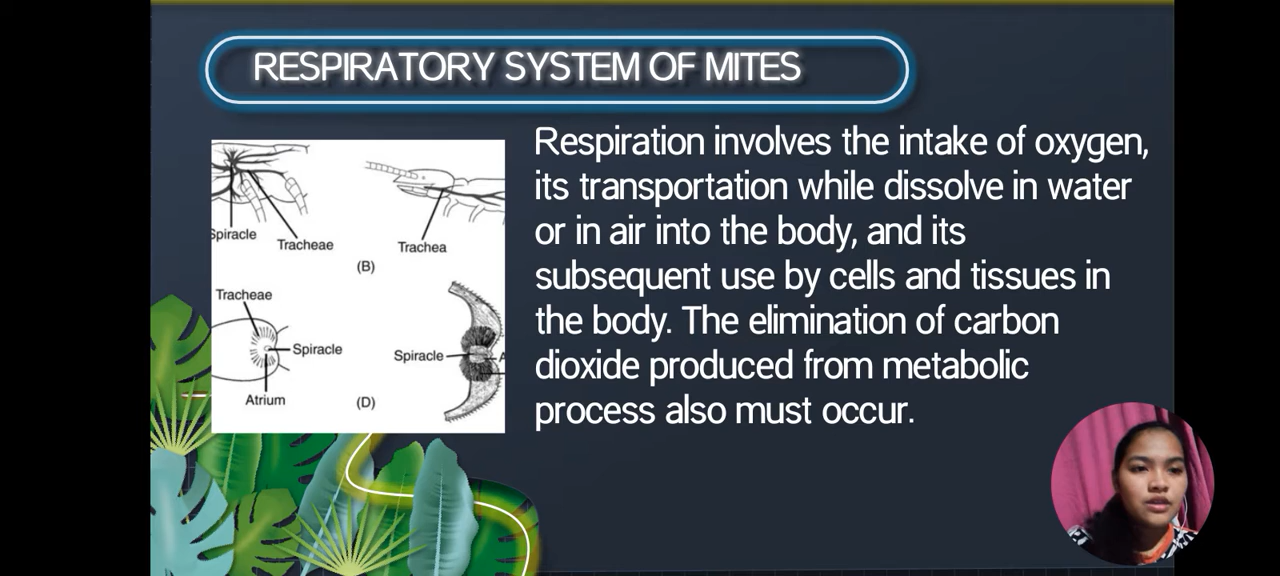 RESPIRATORY SYSTEM OF MITES
Respiration involves the intake of oxygen,
its transportation while dissolve in water
or in air into the body, and its
subsequent use by cells and tissues in
the body. The elimination of carbon
dioxide produced from metabolic
process also must occur.
Spiracle
Tracheae
Trachea
(B)
Tracheae
Spiracle
Spiracle
A
Atrium
(D)